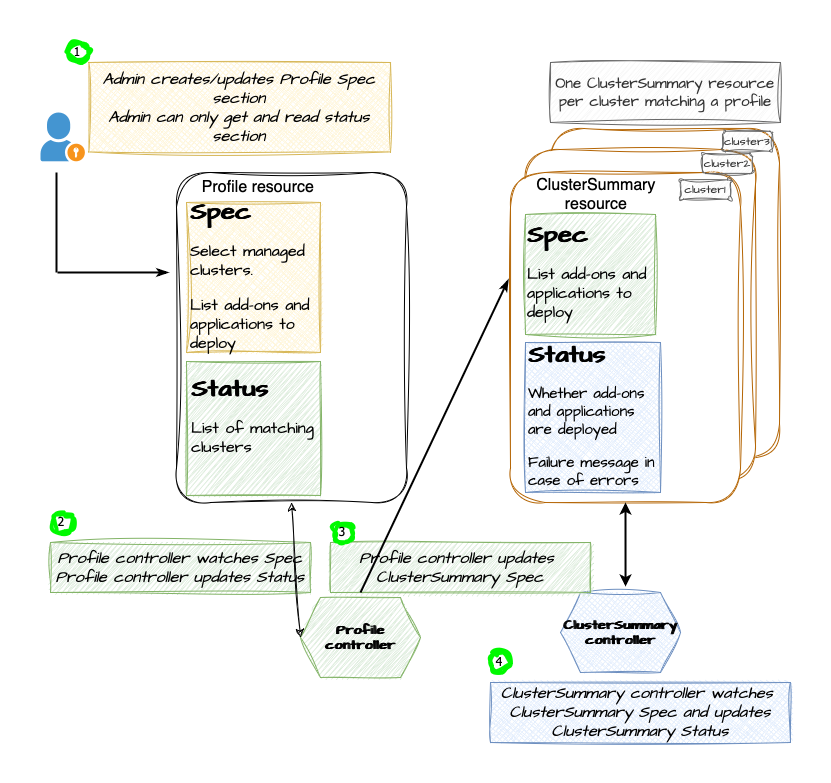 1
Admin creates/updates Profile Spec
section
Admin can only get and read status
section
One ClusterSummary resource
per cluster matching a profile
cluster3
cluster2
cluster1
Profile resource
Spec
Select managed
clusters.
List add-ons and
applications to
deploy
Status
List of matching
clusters
ClusterSummary
resource
Spec
List add-ons and
applications to
deploy
Status
Whether add-ons
and applications
are deployed
Failure message in
case of errors
2
Profile controller watches Spec
Profile controller updates Status
3
Profile controller updates
ClusterSummary Spec
Profile
controller
ClusterSummary
controller
4
ClusterSummary controller watches
ClusterSummary Spec and updates
ClusterSummary Status